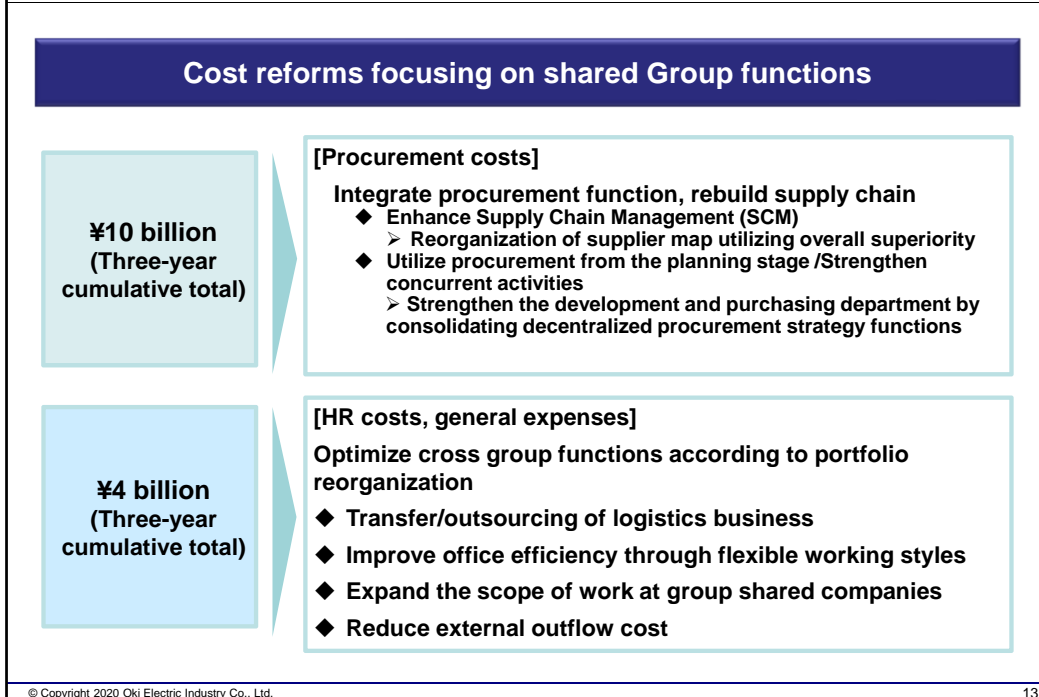 Cost reforms focusing on shared Group functions
¥10 billion
(Three-year
cumulative total)
[Procurement costs]
Integrate procurement function, rebuild supply chain
◆ Enhance Supply Chain Management (SCM)
➢ Reorganization of supplier map utilizing overall superiority
◆ Utilize procurement from the planning stage /Strengthen
concurrent activities
➢ Strengthen the development and purchasing department by
consolidating decentralized procurement strategy functions
¥4 billion
(Three-year
cumulative total)
[HR costs, general expenses]
Optimize cross group functions according to portfolio
reorganization
◆ Transfer/outsourcing of logistics business
◆ Improve office efficiency through flexible working styles
◆ Expand the scope of work at group shared companies
◆ Reduce external outflow cost
© Copyright 2020 Oki Electric Industry Co., Ltd.
13